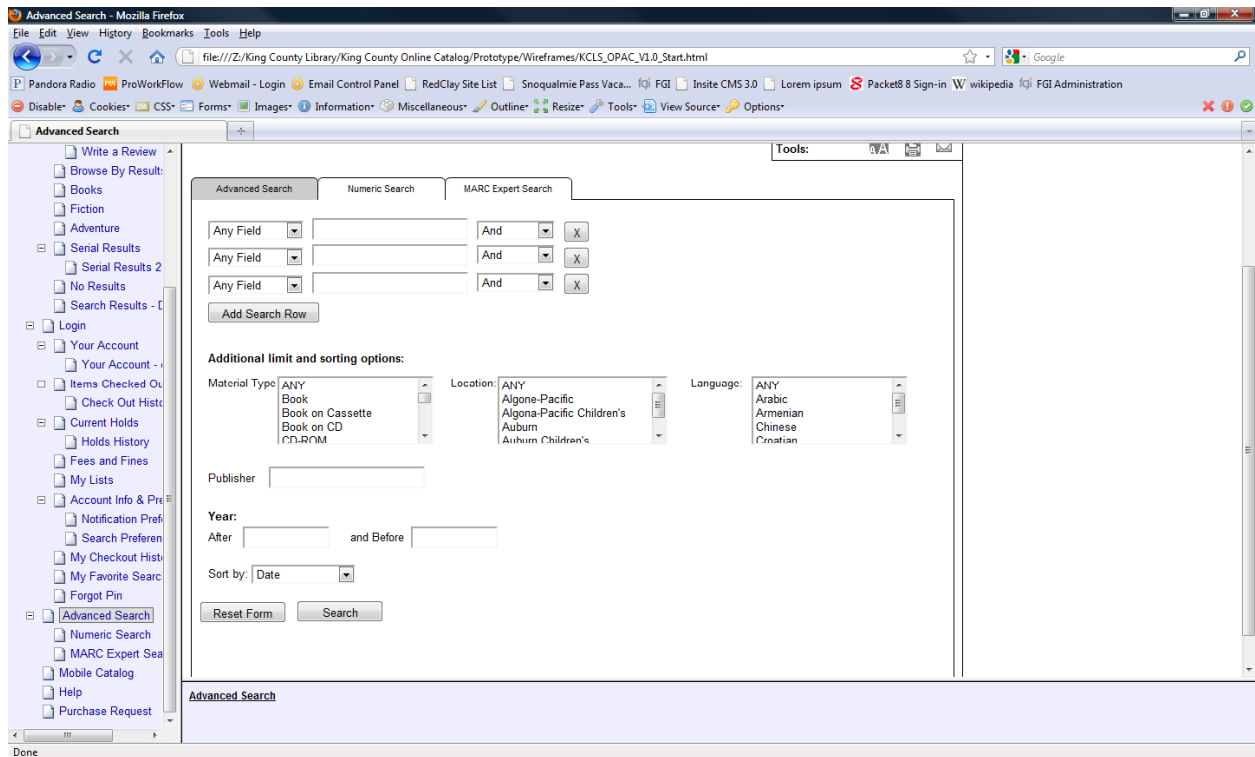 Advanced Search - Mozilla Firefox
File Edit View History Bookmarks Tools Help
file:///Z:/King County Library/King County Online Catalog/Prototype/Wireframes/KCLS_OPAC_V1.0_Start.html
Google
Pandora Radio ProWorkFlow Webmail - Login Email Control Panel RedClay Site List Snoqualmie Pass Vaca... FGI Insite CMS 3.0 Lorem ipsum Packet8 8 Sign-in wikipedia FGI Administration
Disable Cookies CSS Forms Images Information Miscellaneous Outline Resize Tools View Source Options
Advanced Search
Write a Review
Browse By Result
Books
Fiction
Adventure
Serial Results
Serial Results 2
No Results
Search Results - D
Login
Your Account
Your Account -
Items Checked Ou
Check Out Histo
Current Holds
Holds History
Fees and Fines
My Lists
Account Info & Pre
Notification Pref
Search Preferen
My Checkout Hist
My Favorite Searc
Forgot Pin
Advanced Search
Numeric Search
MARC Expert Sea
Mobile Catalog
Help
Purchase Request
Tools: AA
Advanced Search Numeric Search MARC Expert Search
Any Field And X
Any Field And X
Any Field And X
Add Search Row
Additional limit and sorting options:
Material Type
ANY
Book
Book on Cassette
Book on CD
CD-ROM
Location:
ANY
Algone-Pacific
Algona-Pacific Children's
Auburn
Auburn Children's
Language:
ANY
Arabic
Armenian
Chinese
Croatian
Publisher
Year:
After and Before
Sort by: Date
Reset Form Search
Advanced Search
Done